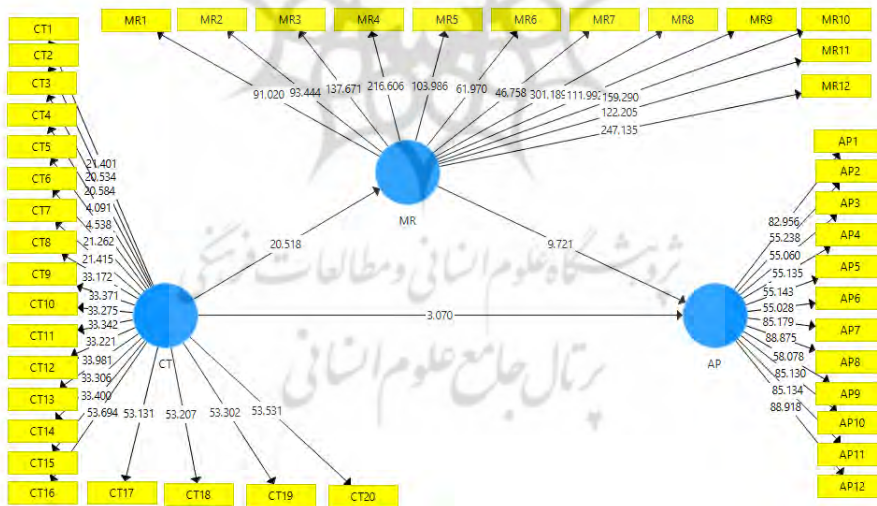 MR1 MR2 MR3 MR4 MR5 MR6 MR7 MR8 MR9 MR10
MR11
MR12
91.020 93.444 137.671 216.606 103.986 61.970 46.758 301.189 111.992 159.290
122.205
247.135
CT1
CT2
CT3
CT4
CT5
CT6
CT7
CT8
CT9
CT10
CT11
CT12
CT13
CT14
CT15
CT16 CT17 CT18 CT19 CT20
21.401
20.534
20.584
4.091
4.538
21.262
21.415
33.172
33.371
33.275
33.342
33.221
33.981
33.306
33.400
53.694 53.131 53.207 53.302 53.531
MR
20.518 9.721
3.070
CT AP
AP1
AP2
AP3
AP4
AP5
AP6
AP7
AP8
AP9
AP10
AP11
AP12
82.956
55.238
55.060
55.135
55.143
55.028
85.179
88.875
58.078
85.130
85.134
88.918
پژوهشگاه علوم انسانی و مطالعات فرهنگی
پرتال جامع علوم انسانی